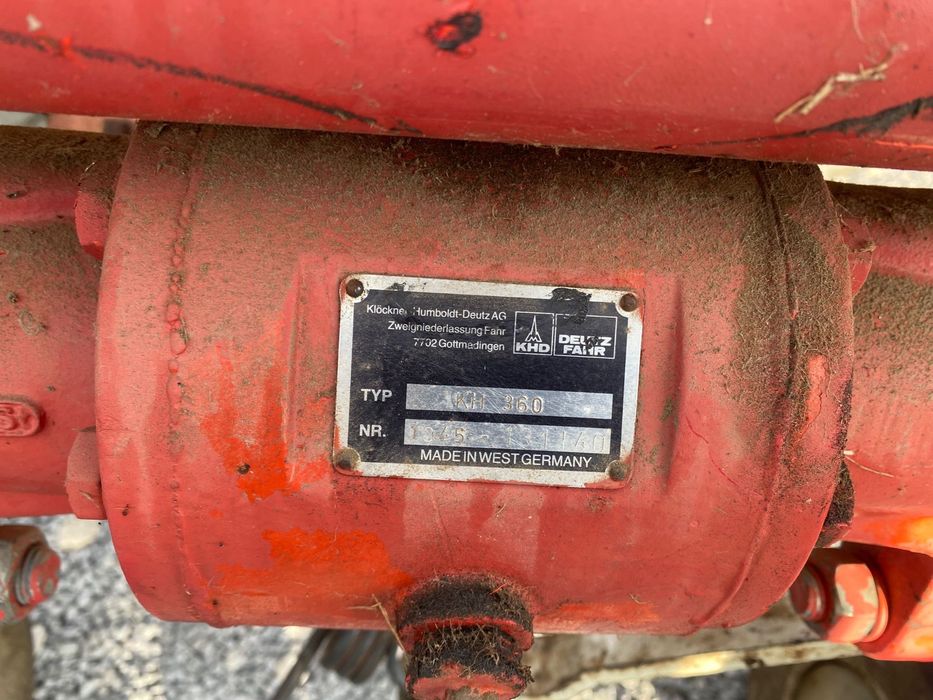 Klöckner Humboldt-Deutz AG
Zweigniederlassung Fahr
7702 Gottmadingen
KHD
DEUTZ
FAHR
TYP KH 360
NR.
MADE IN WEST GERMANY